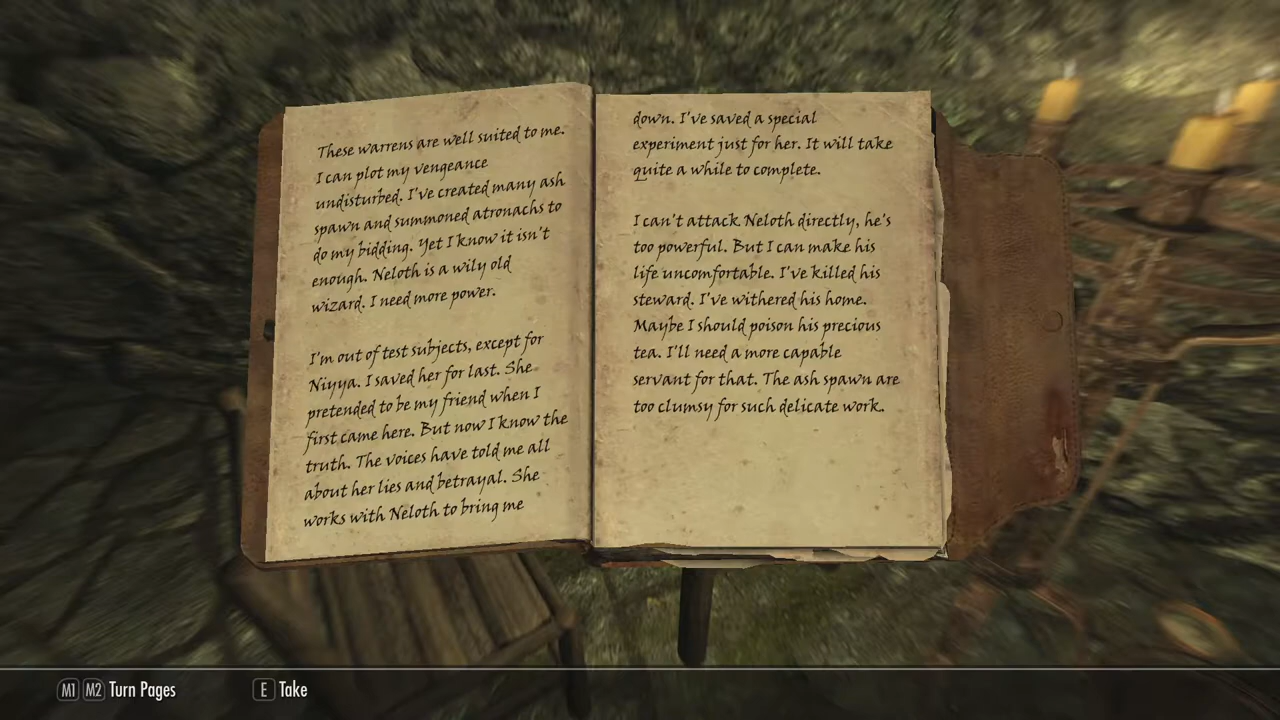 These warrens are well suited to me.
I can plot my vengeance
undisturbed. I've created many ash
spawn and summoned atronachs to
do my bidding. Yet I know it isn't
enough. Neloth is a wily old
wizard. I need more power.
I'm out of test subjects, except for
Niyya. I saved her for last. She
pretended to be my friend when I
first came here. But now I know the
truth. The voices have told me all
about her lies and betrayal. She
works with Neloth to bring me
down. I've saved a special
experiment just for her. It will take
quite a while to complete.
I can't attack Neloth directly, he's
too powerful. But I can make his
life uncomfortable. I've killed his
steward. I've withered his home.
Maybe I should poison his precious
tea. I'll need a more capable
servant for that. The ash spawn are
too clumsy for such delicate work.
M1 M2 Turn Pages E Take